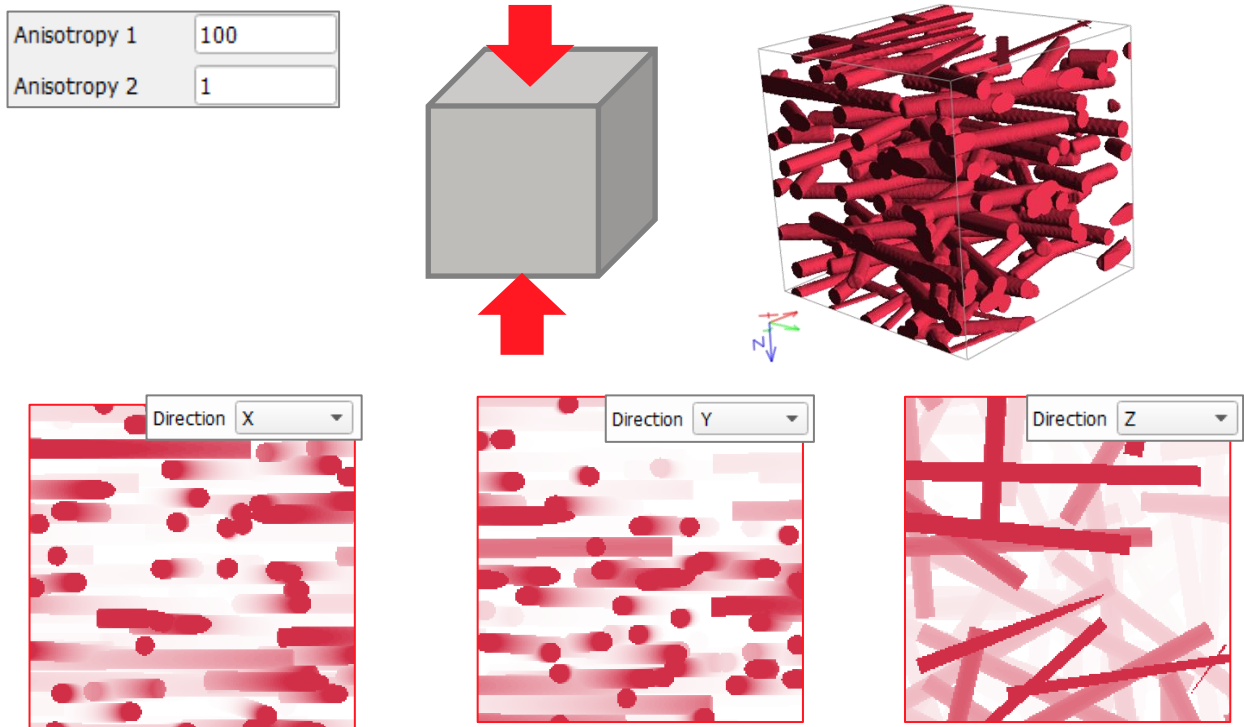 Anisotropy 1 100
Anisotropy 2 1
Z
Direction X
Direction Y
Direction Z